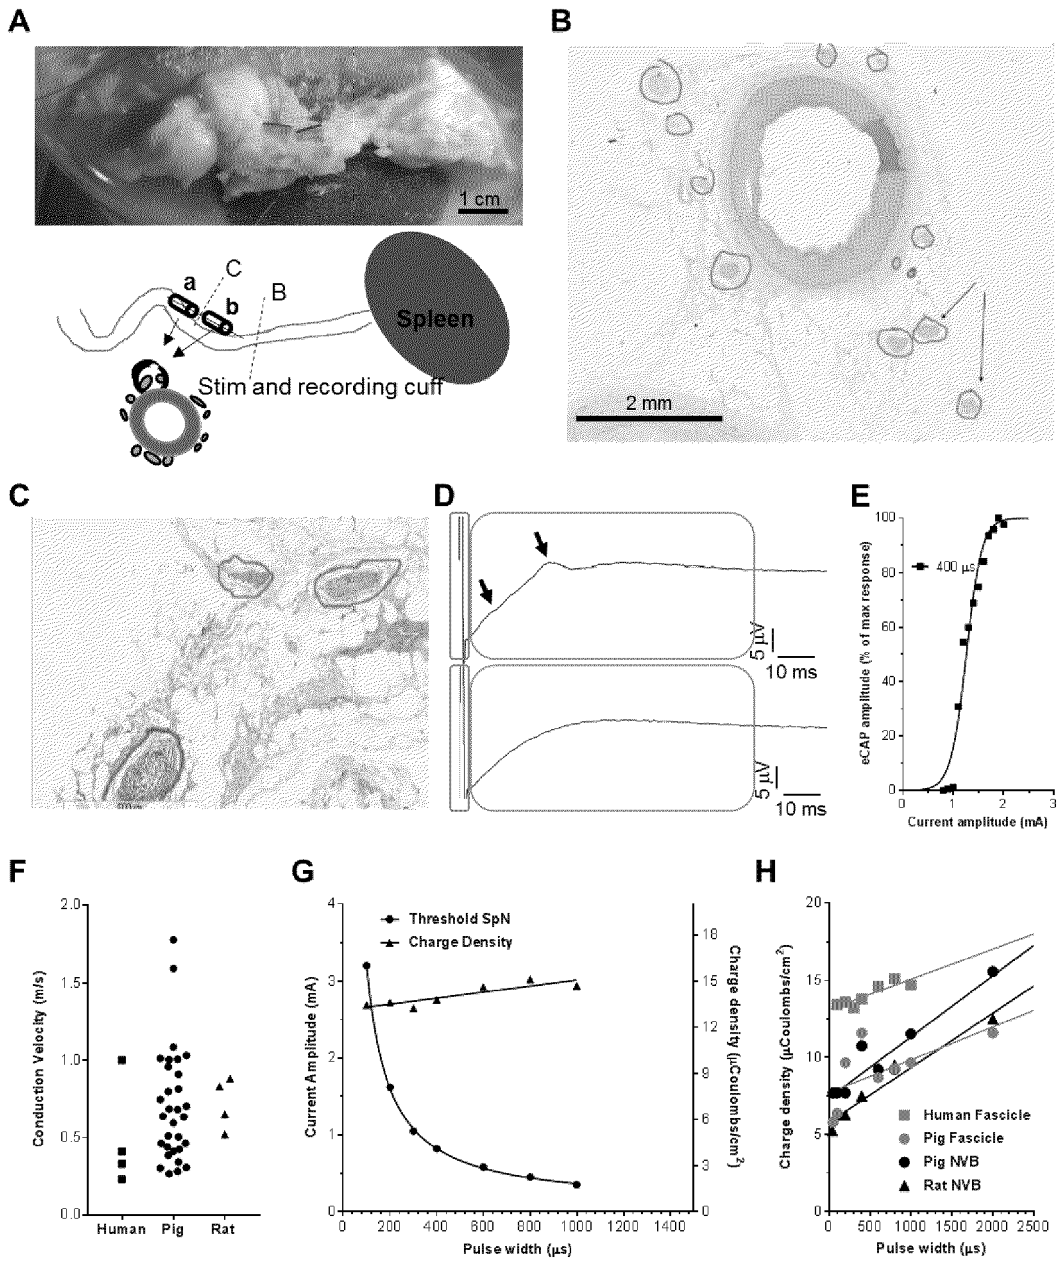 A
1 cm
C
a
B
b
Spleen
Stim and recording cuff
B
2 mm
C
D
5 µV
10 ms
5 µV
10 ms
E
eCAP amplitude (% of max response)
100
80
60
40
20
0
400 µs
0
1
2
3
Current amplitude (mA)
F
Conduction Velocity (m/s)
2.0
1.5
1.0
0.5
0.0
Human
Pig
Rat
G
Current Amplitude (mA)
4
3
2
1
0
Threshold SpN
Charge Density
18
15
12
9
6
3
0
Charge density (µCoulombs/cm²)
0
200
400
600
800
1000
1200
1400
Pulse width (µs)
H
Charge density (µCoulombs/cm²)
20
15
10
5
0
Human Fascicle
Pig Fascicle
Pig NVB
Rat NVB
0
500
1000
1500
2000
2500
Pulse width (µs)